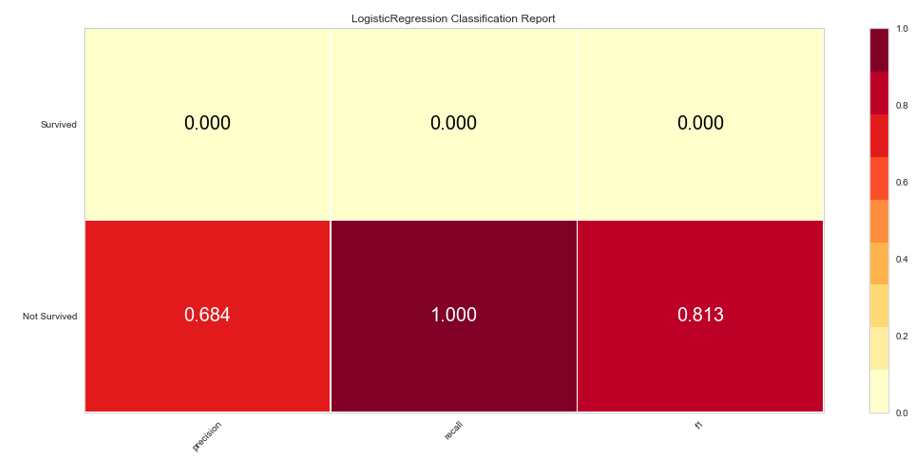 LogisticRegression Classification Report
Survived 0.000 0.000 0.000
Not Survived 0.684 1.000 0.813
precision recall f1
1.0
0.8
0.6
0.4
0.2
0.0